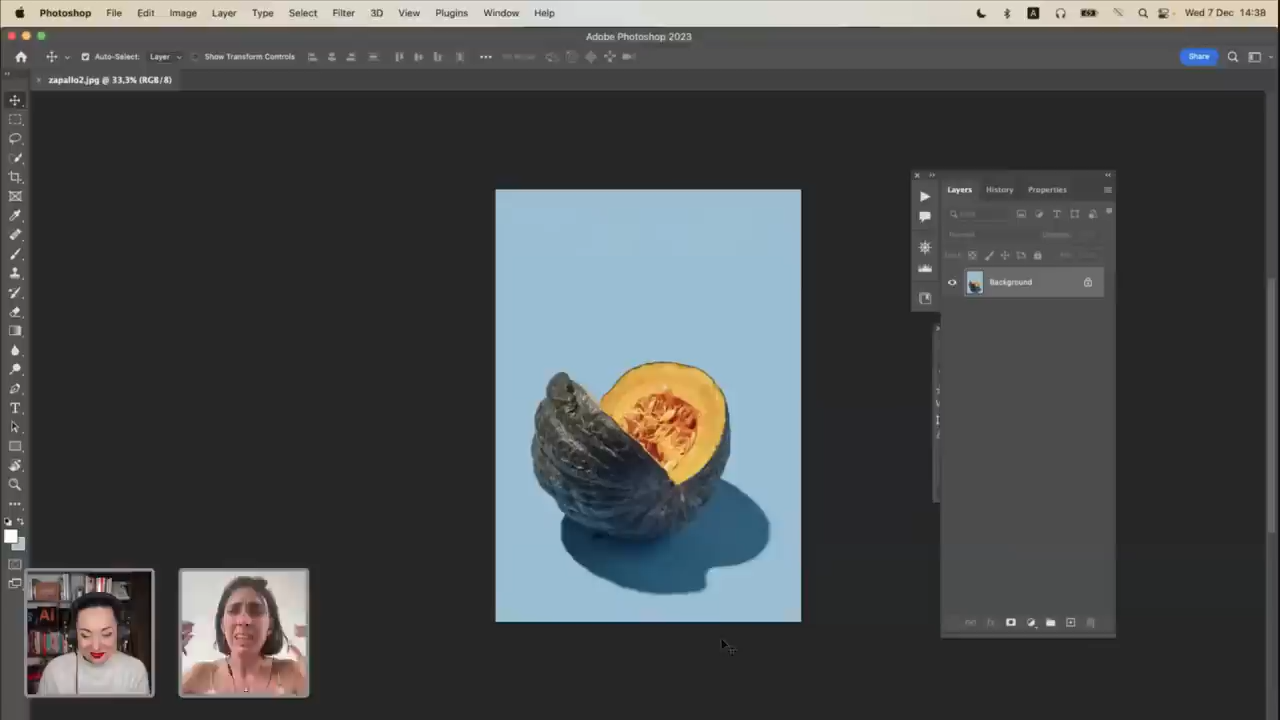 Photoshop File Edit Image Layer Type Select Filter 3D View Plugins Window Help A Wed 7 Dec 14:38
Adobe Photoshop 2023
Auto-Select: Layer Show Transform Controls Share
× zapallo2.jpg @ 33,3% (RGB/8)
Layers History Properties
Background
Ai